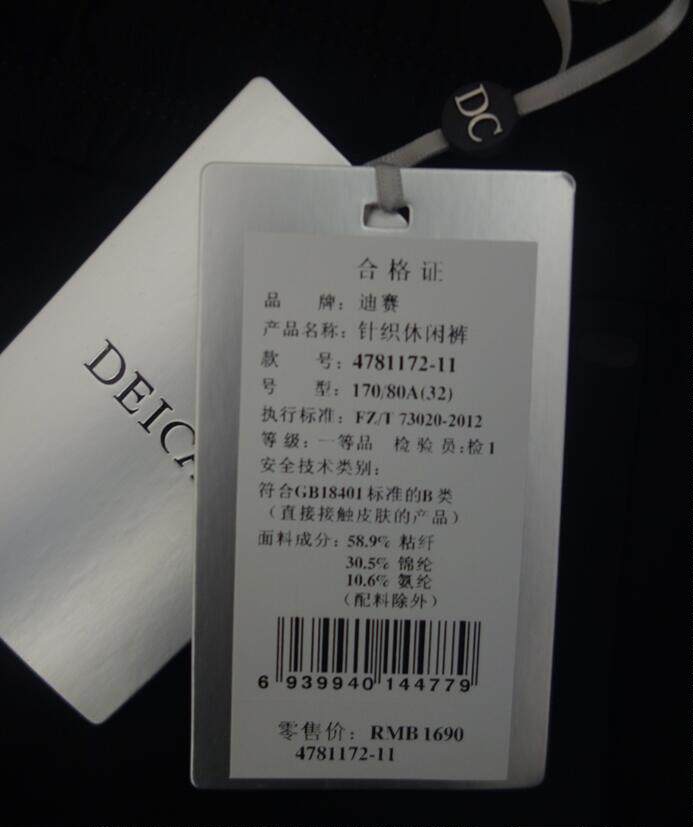 DC
DEICA
合格证
品 牌：迪赛
产品名称：针织休闲裤
款 号：4781172-11
号 型：170/80A(32)
执行标准：FZ/T 73020-2012
等级：一等品 检验员:检1
安全技术类别：
符合GB18401标准的B类
（直接接触皮肤的产品）
面料成分：58.9% 粘纤
30.5% 锦纶
10.6% 氨纶
（配料除外）
6 939940 144779
零售价：RMB 1690
4781172-11